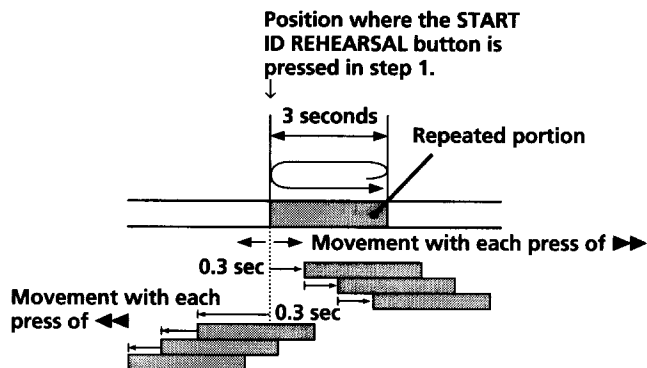 Position where the START
ID REHEARSAL button is
pressed in step 1.
3 seconds
Repeated portion
Movement with each press of ▶▶
0.3 sec
Movement with each
press of ◀◀
0.3 sec